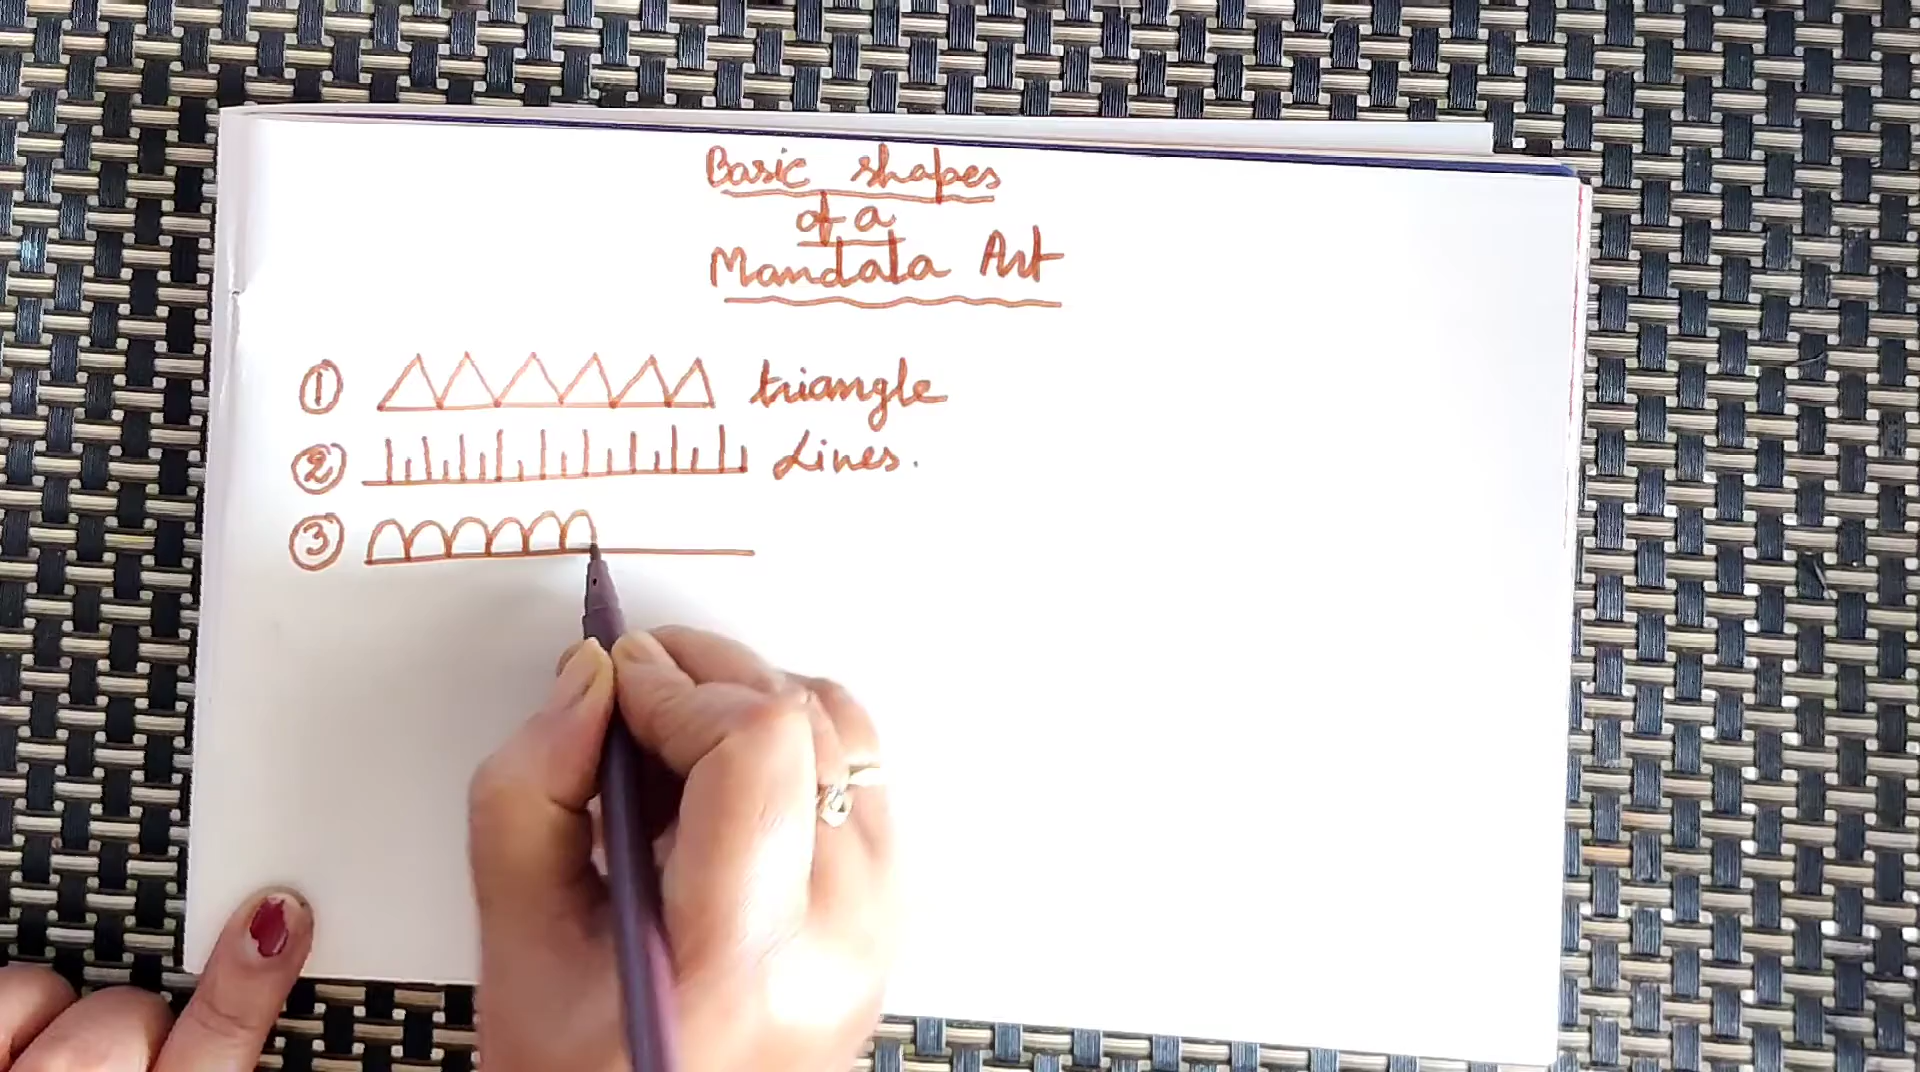 Basic shapes
of a
Mandala Art
① triangle
② Lines.
③